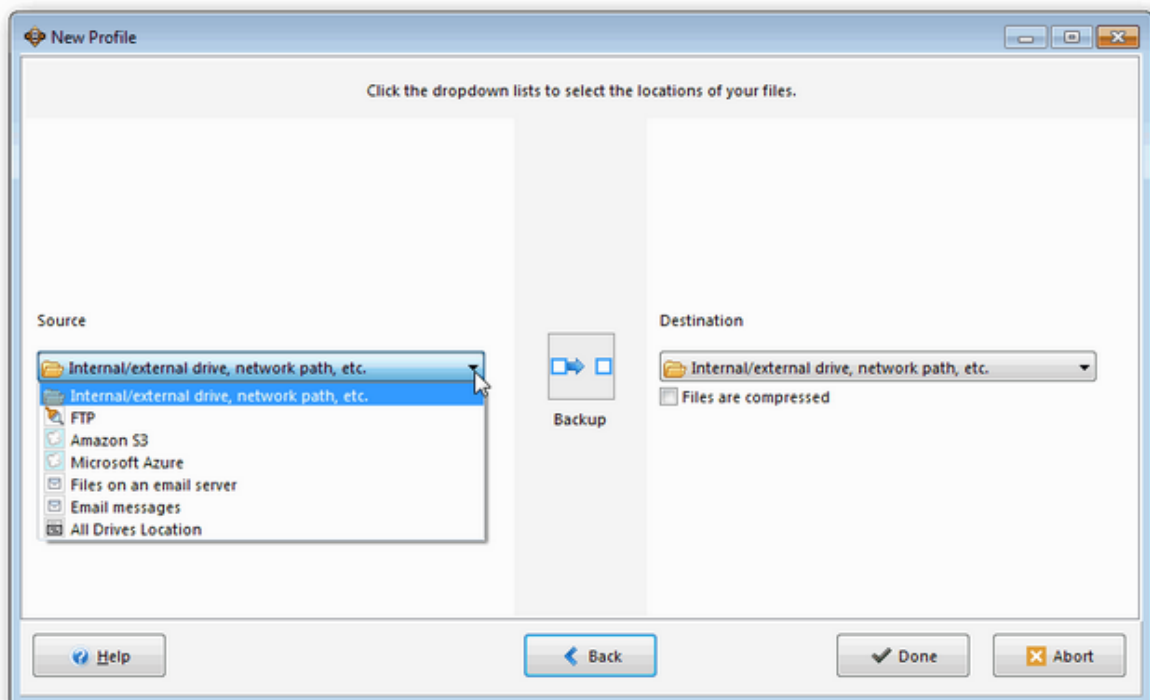 New Profile
Click the dropdown lists to select the locations of your files.
Source
Internal/external drive, network path, etc.
Internal/external drive, network path, etc.
FTP
Amazon S3
Microsoft Azure
Files on an email server
Email messages
All Drives Location
Backup
Destination
Internal/external drive, network path, etc.
Files are compressed
Help
Back
Done
Abort